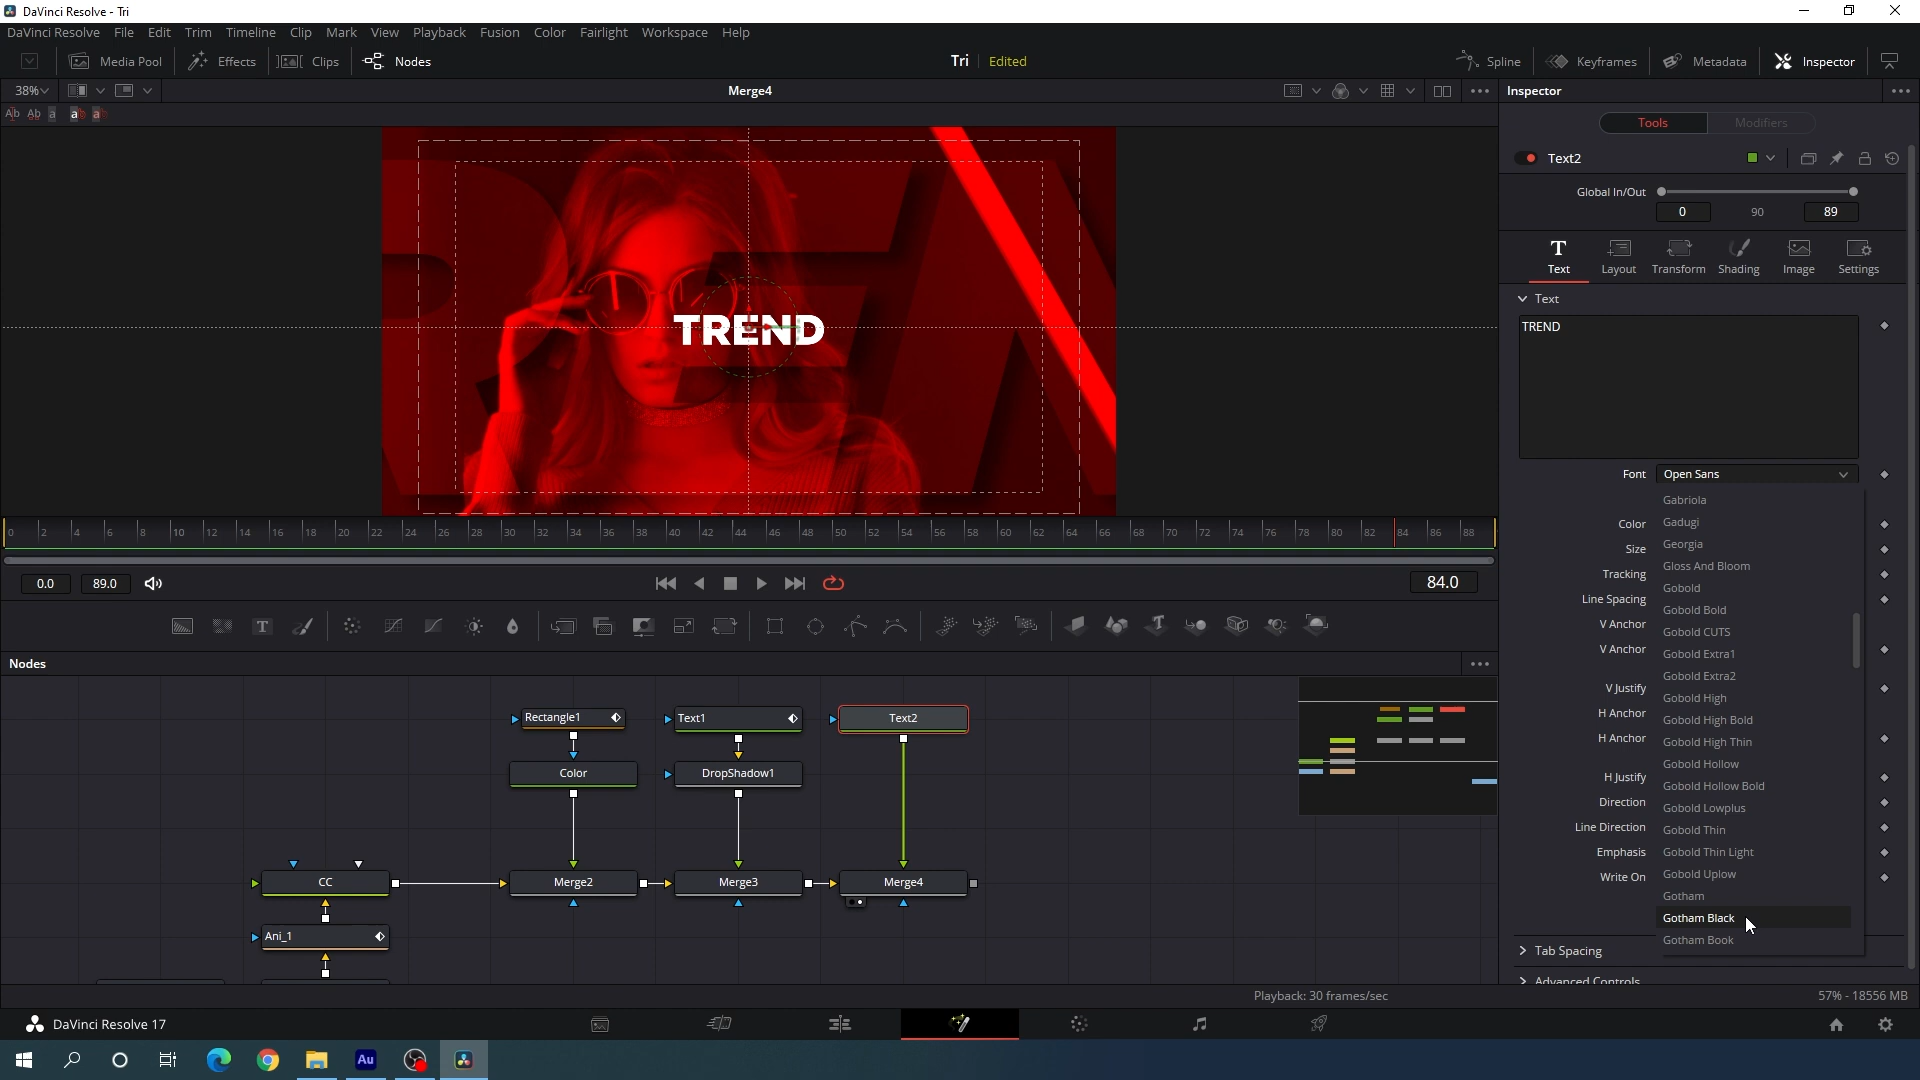 DaVinci Resolve - Tri
DaVinci Resolve File Edit Trim Timeline Clip Mark View Playback Fusion Color Fairlight Workspace Help
Media Pool Effects Clips Nodes Tri Edited Spline Keyframes Metadata Inspector
38% Merge4 Inspector
Tools Modifiers
Text2
Global In/Out
0 90 89
Text Layout Transform Shading Image Settings
Text
TREND
TREND
Font Open Sans
Gabriola
Gadugi
Color
Georgia
Size
Gloss And Bloom
Tracking
Gobold
Line Spacing
Gobold Bold
V Anchor
Gobold CUTS
V Anchor
Gobold Extra1
Gobold Extra2
V Justify
Gobold High
H Anchor
Gobold High Bold
H Anchor
Gobold High Thin
Gobold Hollow
H Justify
Gobold Hollow Bold
Direction
Gobold Lowplus
Line Direction
Gobold Thin
Emphasis
Gobold Thin Light
Write On
Gobold Uplow
Gotham
Gotham Black
Gotham Book
Tab Spacing
Advanced Controls
0 2 4 6 8 10 12 14 16 18 20 22 24 26 28 30 32 34 36 38 40 42 44 46 48 50 52 54 56 58 60 62 64 66 68 70 72 74 76 78 80 82 84 86 88
0.0 89.0 84.0
Nodes
Rectangle1 Text1 Text2
Color DropShadow1
CC Merge2 Merge3 Merge4
Ani_1
Playback: 30 frames/sec 57% - 18556 MB
DaVinci Resolve 17
Au